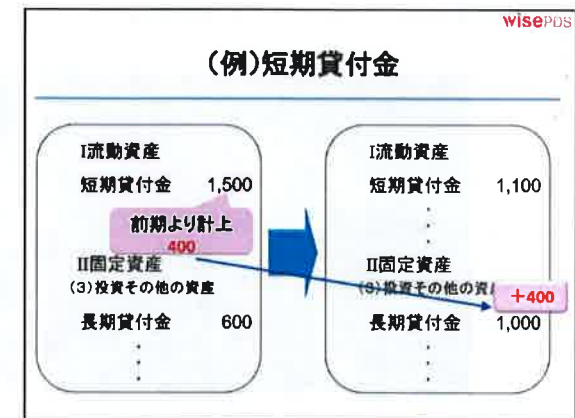 wisePDS
(例)短期貸付金
I流動資産
短期貸付金 1,500
前期より計上
400
II固定資産
(3)投資その他の資産
長期貸付金 600
I流動資産
短期貸付金 1,100
II固定資産
(3)投資その他の資
+400
長期貸付金 1,000